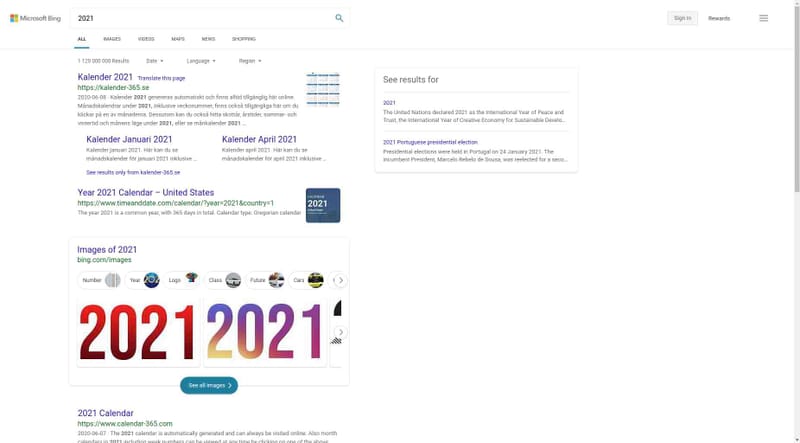 Microsoft Bing
2021
Sign in
Rewards
ALL IMAGES VIDEOS MAPS NEWS SHOPPING
1 120 000 000 Results Date Language Region
Kalender 2021 Translate this page
https://kalender-365.se
2020-06-08 · Kalender 2021 genereras automatiskt och finns alltid tillgänglig här online.
Månadskalendrar under 2021, inklusive veckonummer, finns också tillgängliga här om du
klickar på en av månaderna. Dessutom kan du också hitta skottår, årstider, sommar- och
vintertid och månens läge under 2021, eller se månkalender 2021 ...
Kalender Januari 2021
Kalender januari 2021. Här kan du se
månadskalender för januari 2021 inklusive ...
Kalender April 2021
Kalender april 2021. Här kan du se
månadskalender för april 2021 inklusive ...
See results only from kalender-365.se
Year 2021 Calendar – United States
https://www.timeanddate.com/calendar/?year=2021&country=1
The year 2021 is a common year, with 365 days in total. Calendar type: Gregorian calendar
2021
Images of 2021
bing.com/images
Number Year Logo Class Future Cars
2021 2021
See all images
2021 Calendar
https://www.calendar-365.com
2020-06-07 · The 2021 calendar is automatically generated and can always be visited online. Also month
calendars in 2021 including week numbers can be viewed at any time by clicking on one of the above
See results for
2021
The United Nations declared 2021 as the International Year of Peace and
Trust, the International Year of Creative Economy for Sustainable Develo...
2021 Portuguese presidential election
Presidential elections were held in Portugal on 24 January 2021. The
incumbent President, Marcelo Rebelo de Sousa, was reelected for a seco...